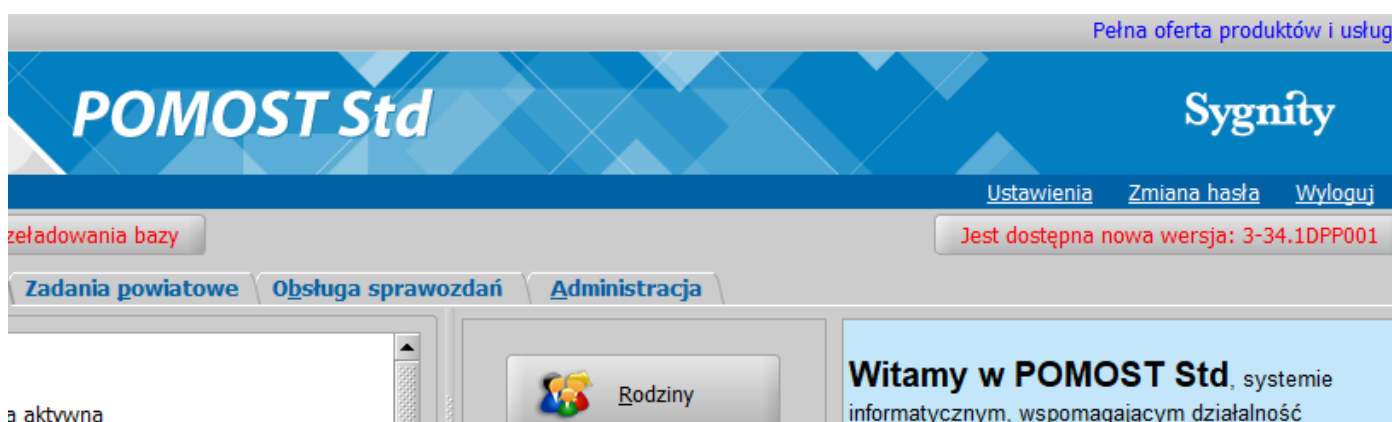 Pełna oferta produktów i usług
POMOST Std
Sygnity
Ustawienia Zmiana hasła Wyloguj
bazy
Jest dostępna nowa wersja: 3-34.1DPP001
Zadania powiatowe Obsługa sprawozdań Administracja
Rodziny
aktywna
Witamy w POMOST Std, systemie
informatycznym, wspomagającym działalność